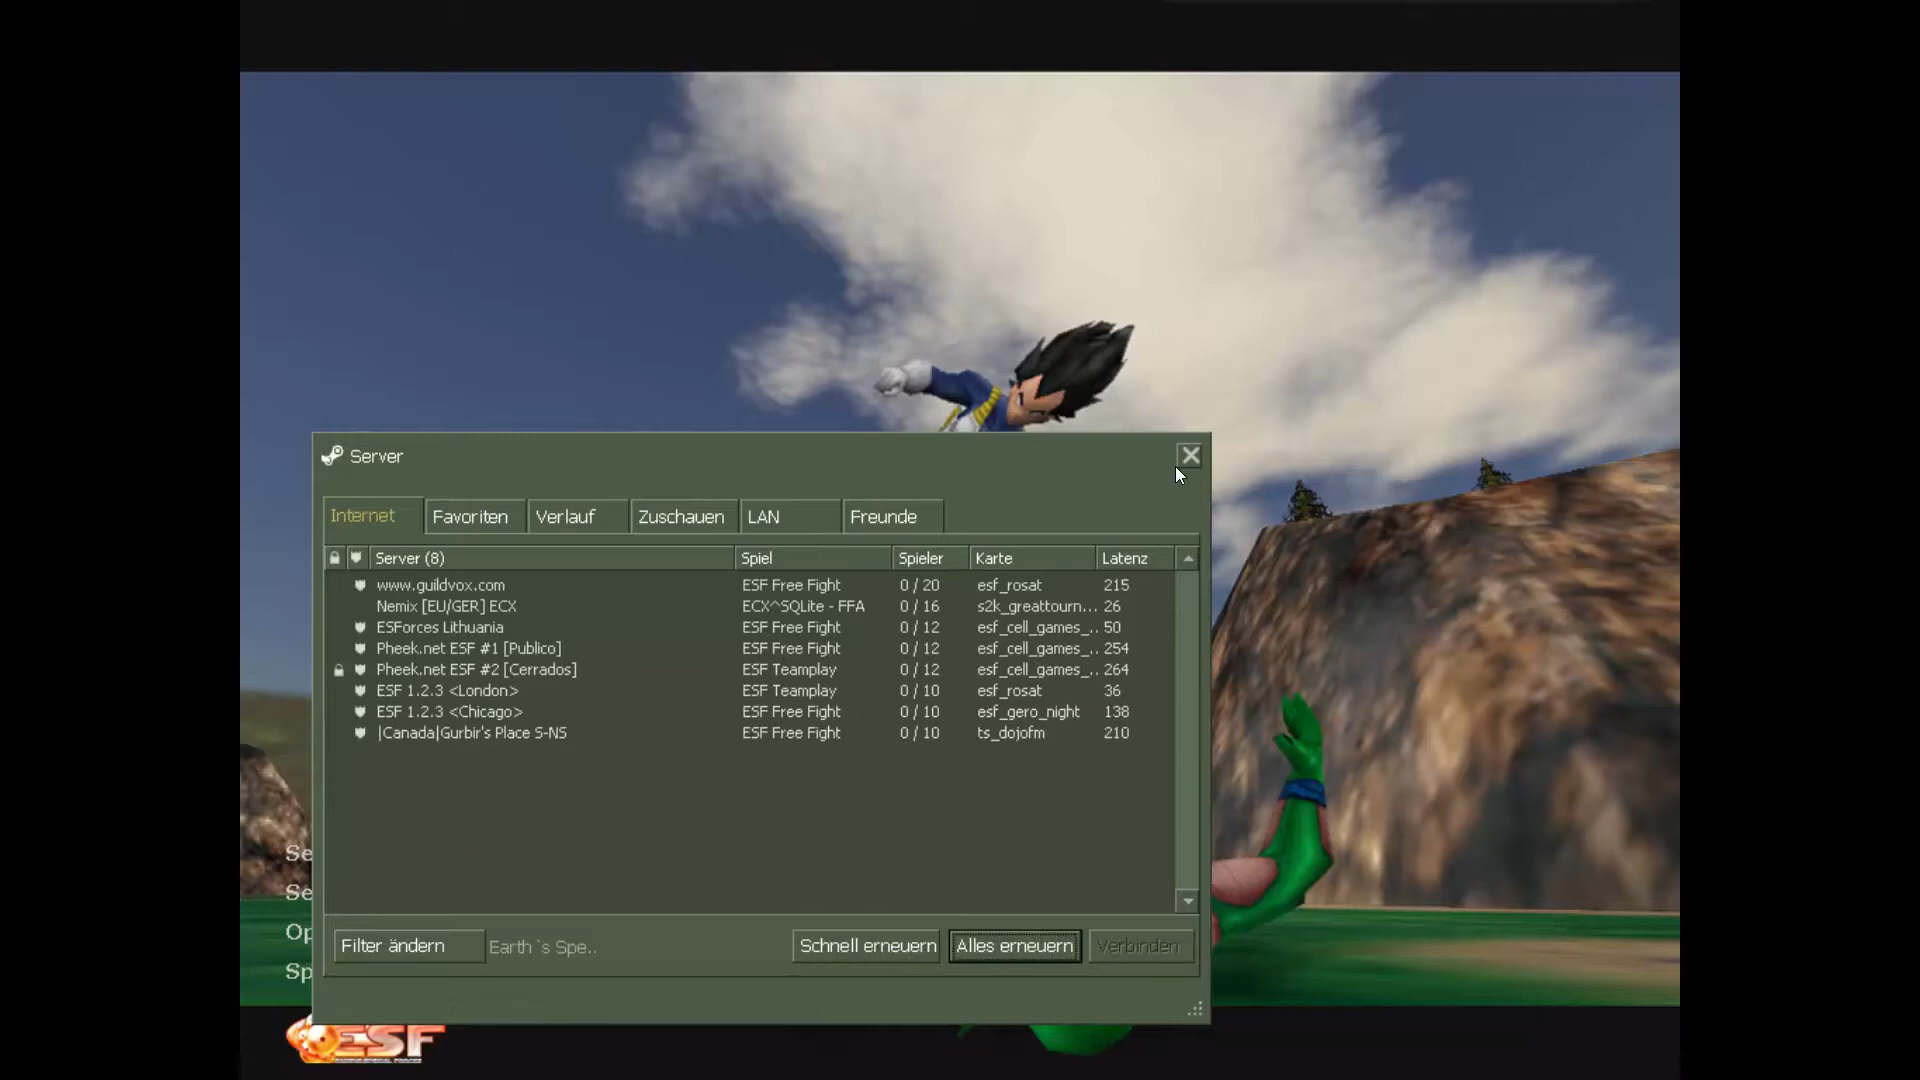 Server
Internet Favoriten Verlauf Zuschauen LAN Freunde
Server (8) Spiel Spieler Karte Latenz
www.guildvox.com ESF Free Fight 0 / 20 esf_rosat 215
Nemix [EU/GER] ECX ECX^SQLite - FFA 0 / 16 s2k_greattourn... 26
ESForces Lithuania ESF Free Fight 0 / 12 esf_cell_games_... 50
Pheek.net ESF #1 [Publico] ESF Free Fight 0 / 12 esf_cell_games_... 254
Pheek.net ESF #2 [Cerrados] ESF Teamplay 0 / 12 esf_cell_games_... 264
ESF 1.2.3 <London> ESF Teamplay 0 / 10 esf_rosat 36
ESF 1.2.3 <Chicago> ESF Free Fight 0 / 10 esf_gero_night 138
|Canada|Gurbir's Place S-NS ESF Free Fight 0 / 10 ts_dojofm 210
Se
Se
Op
Sp
Filter ändern Earth`s Spe.. Schnell erneuern Alles erneuern Verbinden
ESF